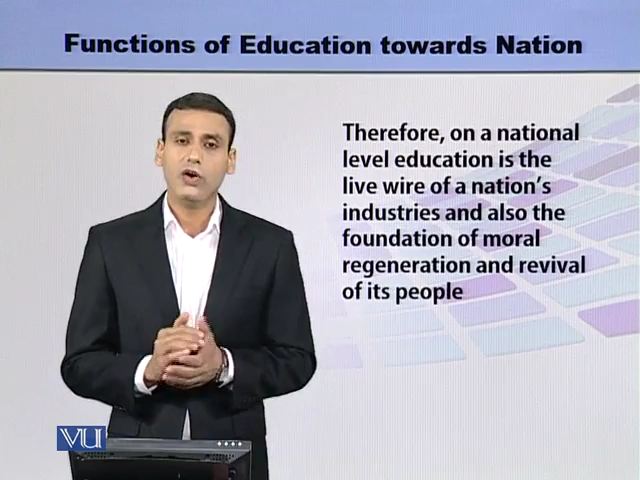 Functions of Education towards Nation
Therefore, on a national
level education is the
live wire of a nation's
industries and also the
foundation of moral
regeneration and revival
of its people
VU